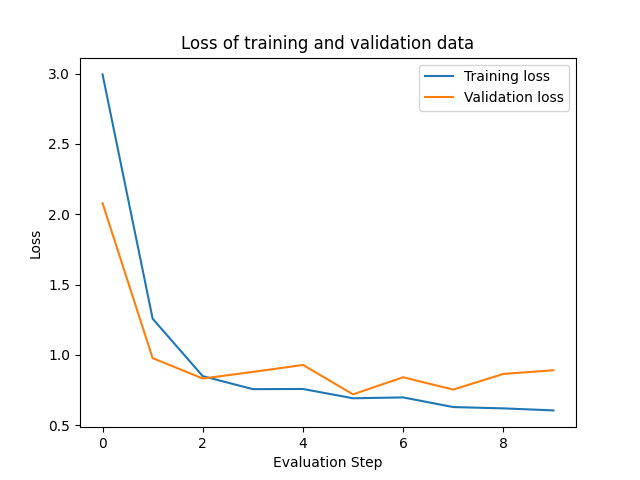 Loss of training and validation data
Training loss
Validation loss
3.0
2.5
2.0
1.5
1.0
0.5
Loss
0
2
4
6
8
Evaluation Step